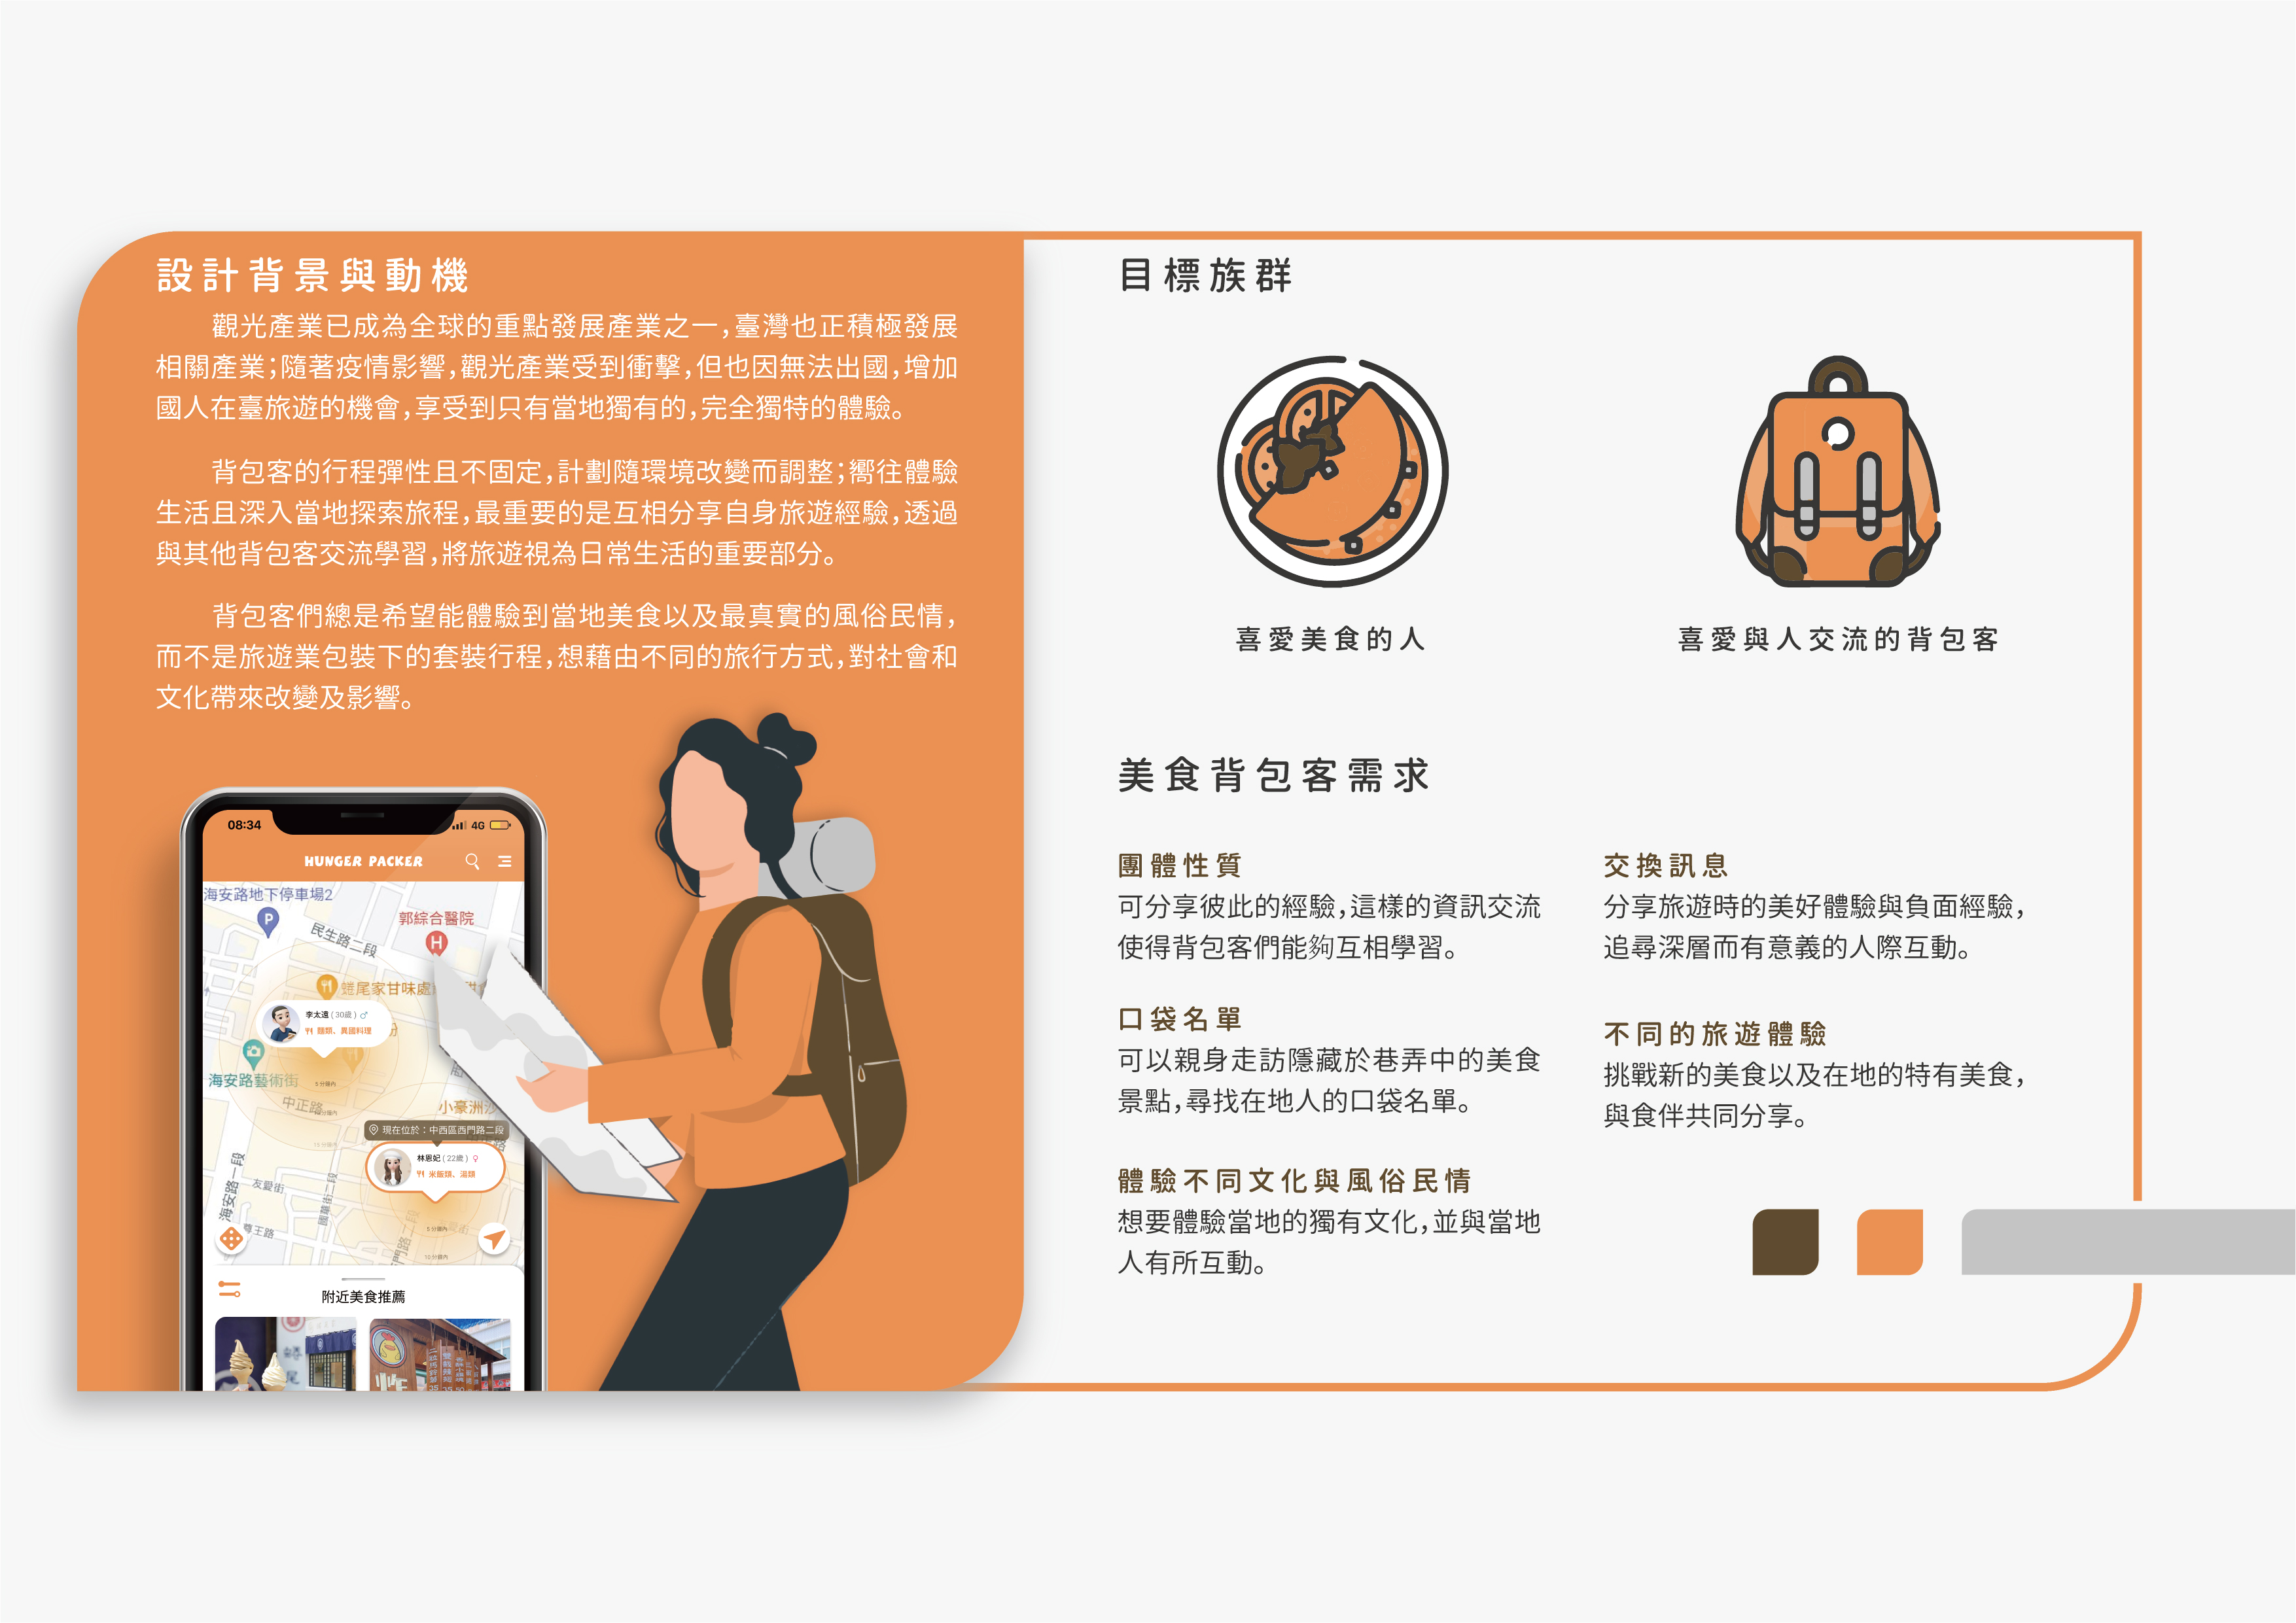 設計背景與動機
觀光產業已成為全球的重點發展產業之一，臺灣也正積極發展
相關產業；隨著疫情影響，觀光產業受到衝擊，但也因無法出國，增加
國人在臺旅遊的機會，享受到只有當地獨有的，完全獨特的體驗。
背包客的行程彈性且不固定，計劃隨環境改變而調整；嚮往體驗
生活且深入當地探索旅程，最重要的是互相分享自身旅遊經驗，透過
與其他背包客交流學習，將旅遊視為日常生活的重要部分。
背包客們總是希望能體驗到當地美食以及最真實的風俗民情，
而不是旅遊業包裝下的套裝行程，想藉由不同的旅行方式，對社會和
文化帶來改變及影響。
08:34
4G
HUNGER PACKER
海安路地下停車場2
P
郭綜合醫院
H
民生路二段
蜷尾家甘味處
李太遠 (30歲) ♂
麵類、異國料理
海安路藝術街
5分鐘內
中正路
小豪洲沙
現在位於：中西區西門路二段
林恩妃 (22歲) ♀
米飯類、湯類
海安路一段
友愛街
國華街二段
尊王路
5分鐘內
10分鐘內
附近美食推薦
目標族群
喜愛美食的人
喜愛與人交流的背包客
美食背包客需求
團體性質
可分享彼此的經驗，這樣的資訊交流
使得背包客們能夠互相學習。
口袋名單
可以親身走訪隱藏於巷弄中的美食
景點，尋找在地人的口袋名單。
體驗不同文化與風俗民情
想要體驗當地的獨有文化，並與當地
人有所互動。
交換訊息
分享旅遊時的美好體驗與負面經驗，
追尋深層而有意義的人際互動。
不同的旅遊體驗
挑戰新的美食以及在地的特有美食，
與食伴共同分享。